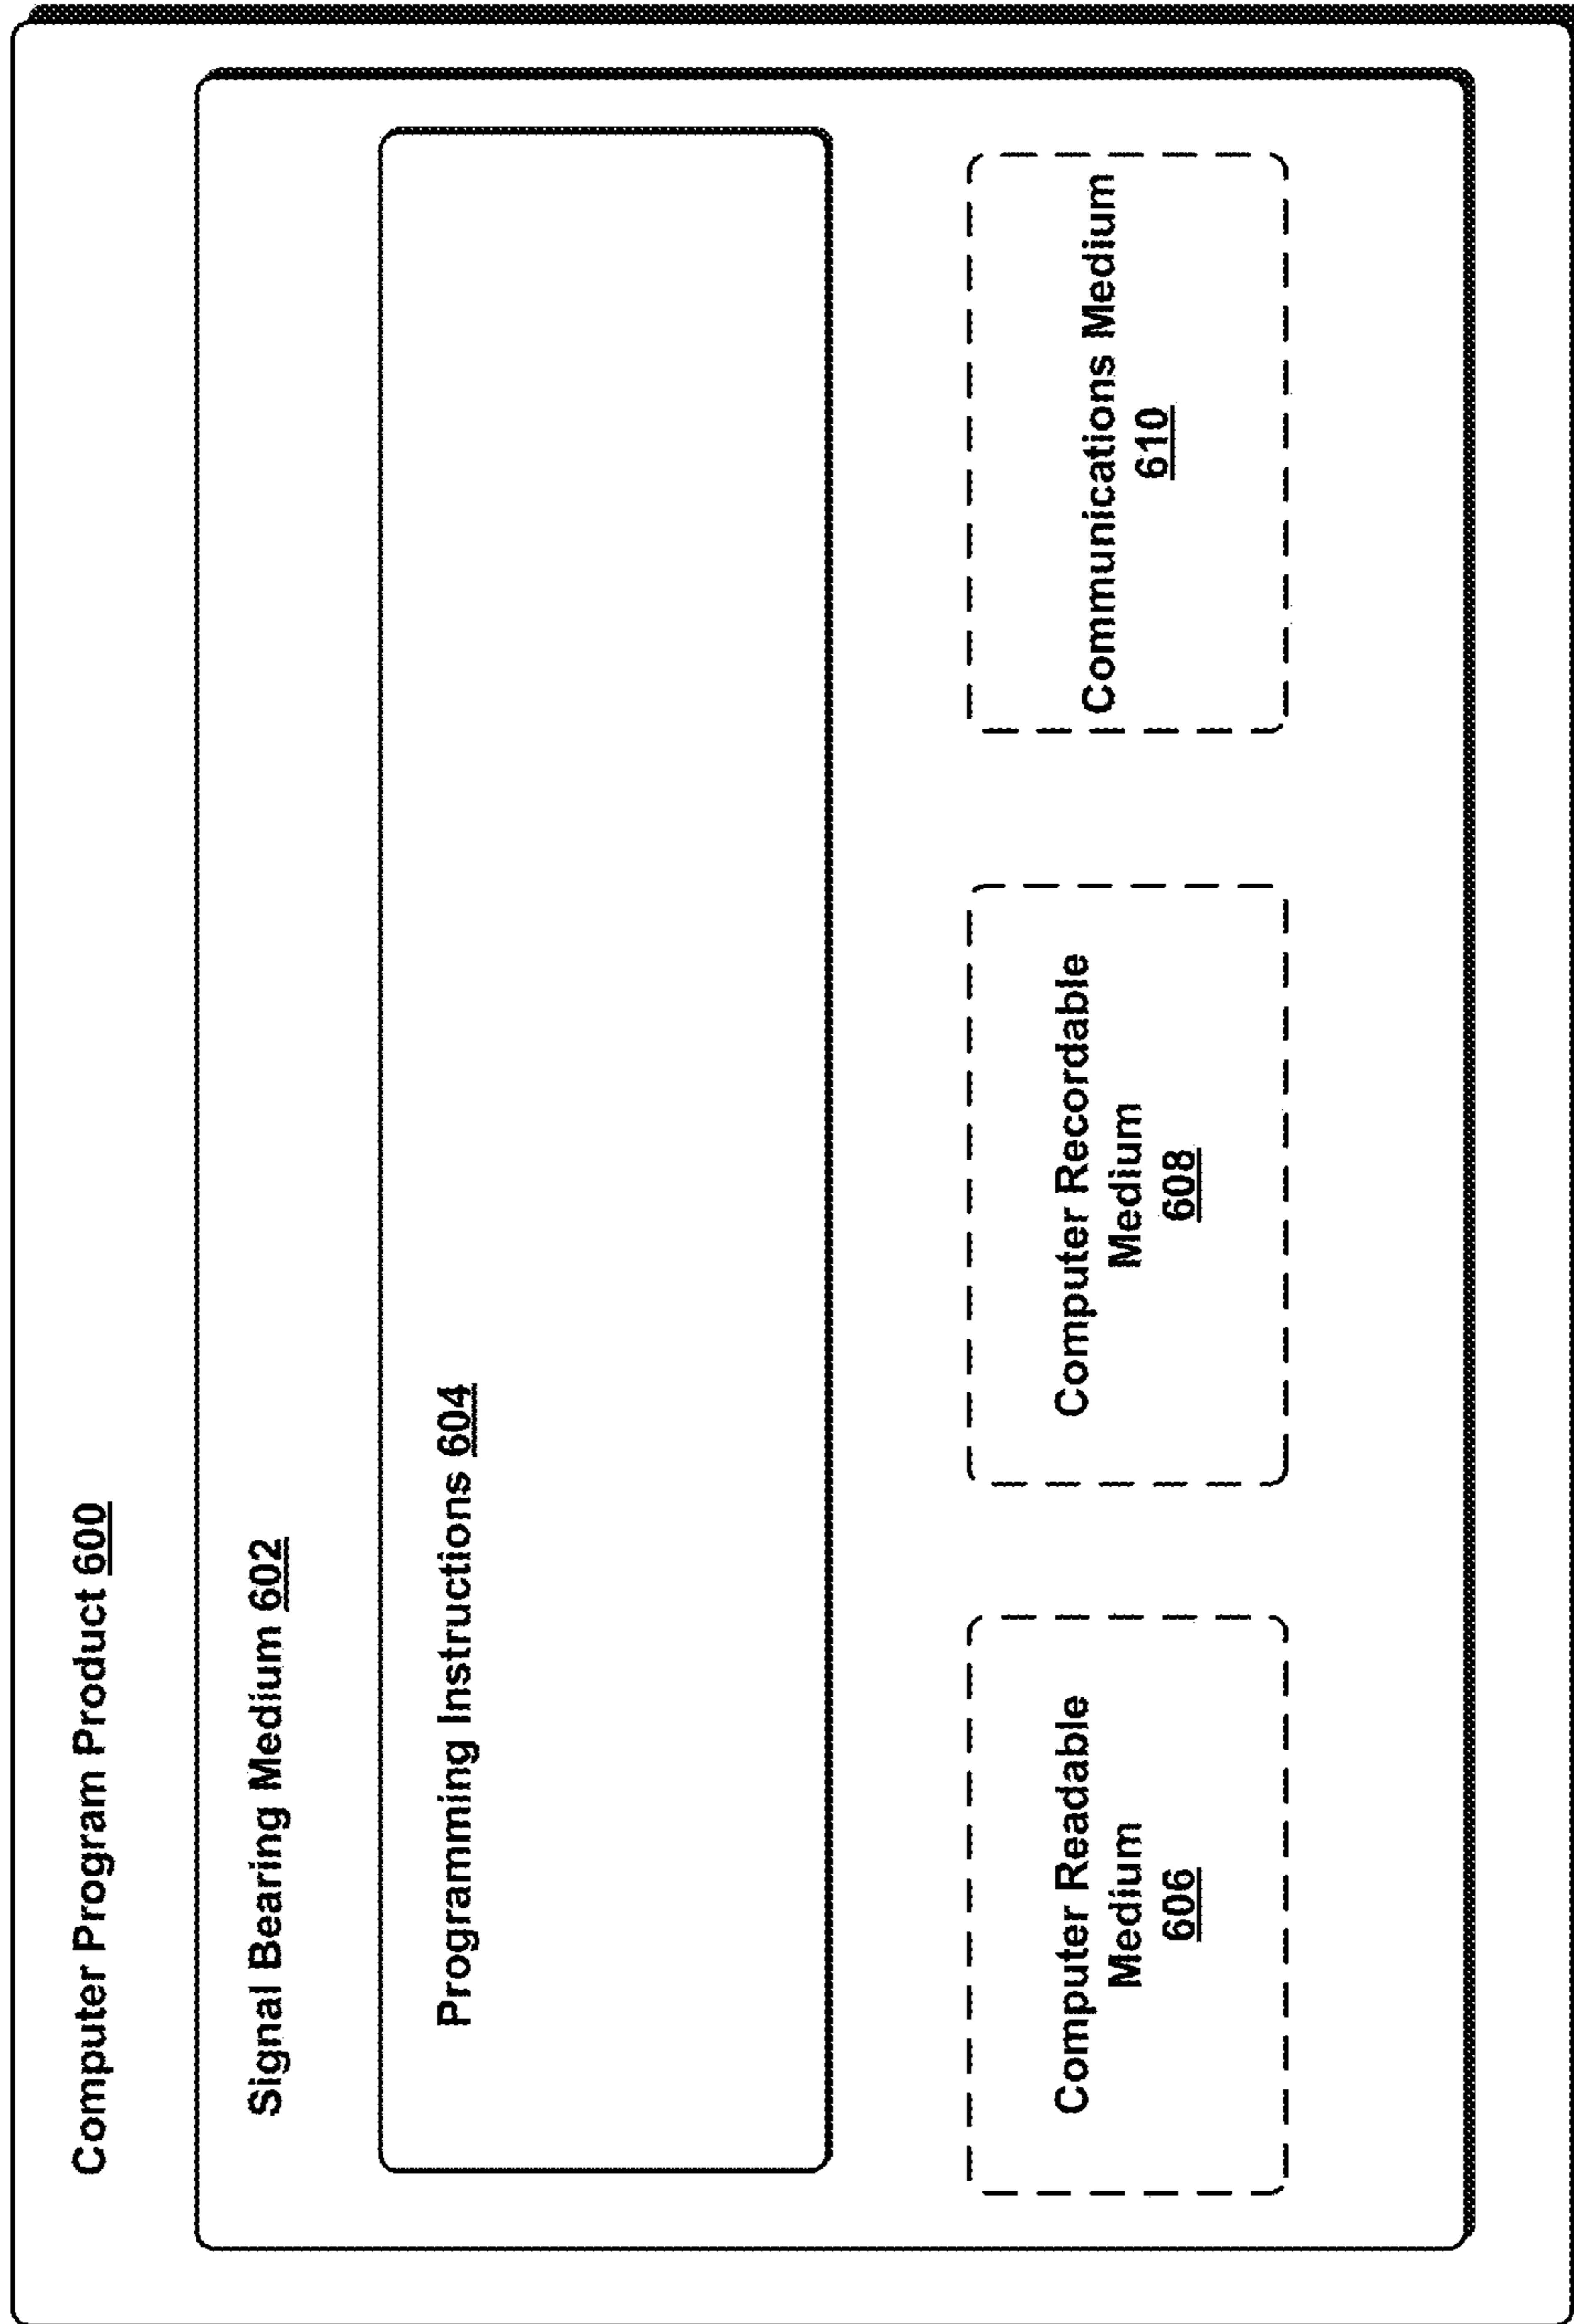 Computer Program Product 600
Signal Bearing Medium 602
Programming Instructions 604
Computer Readable
Medium
606
Computer Recordable
Medium
608
Communications Medium
610